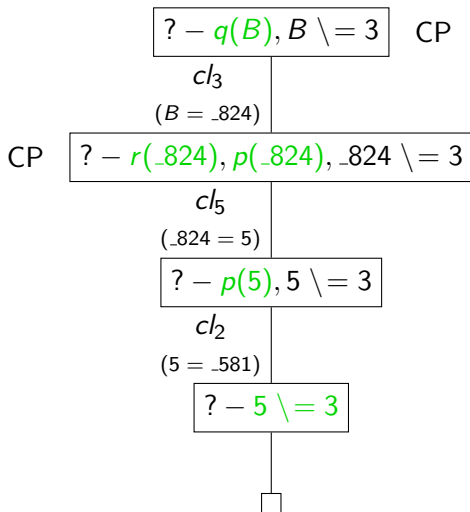 ? − q(B), B \= 3 CP
cl₃
(B = _824)
CP ? − r(_824), p(_824), _824 \= 3
cl₅
(_824 = 5)
? − p(5), 5 \= 3
cl₂
(5 = _581)
? − 5 \= 3